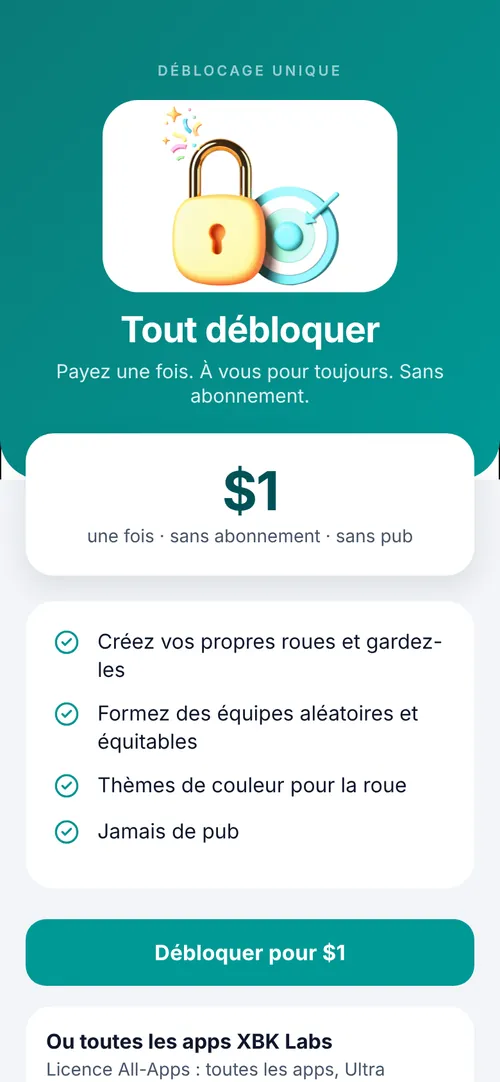 DÉBLOCAGE UNIQUE
Tout débloquer
Payez une fois. À vous pour toujours. Sans
abonnement.
$1
une fois · sans abonnement · sans pub
Créez vos propres roues et gardez-
les
Formez des équipes aléatoires et
équitables
Thèmes de couleur pour la roue
Jamais de pub
Débloquer pour $1
Ou toutes les apps XBK Labs
Licence All-Apps : toutes les apps, Ultra